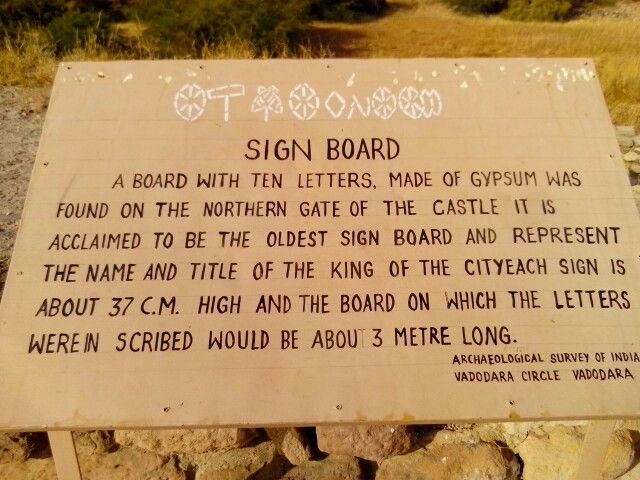 SIGN BOARD
A BOARD WITH TEN LETTERS, MADE OF GYPSUM WAS
FOUND ON THE NORTHERN GATE OF THE CASTLE IT IS
ACCLAIMED TO BE THE OLDEST SIGN BOARD AND REPRESENT
THE NAME AND TITLE OF THE KING OF THE CITYEACH SIGN IS
ABOUT 37 C.M. HIGH AND THE BOARD ON WHICH THE LETTERS
WEREIN SCRIBED WOULD BE ABOUT 3 METRE LONG.
ARCHAEOLOGICAL SURVEY OF INDIA
VADODARA CIRCLE VADODARA